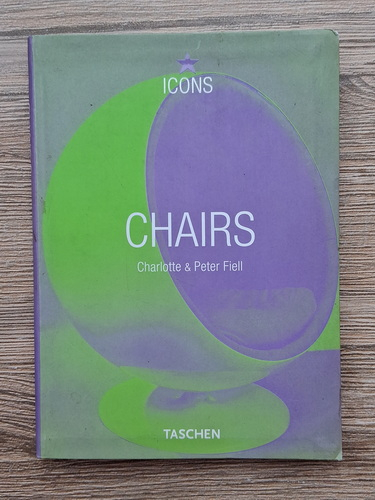 ICONS
CHAIRS
Charlotte & Peter Fiell
TASCHEN